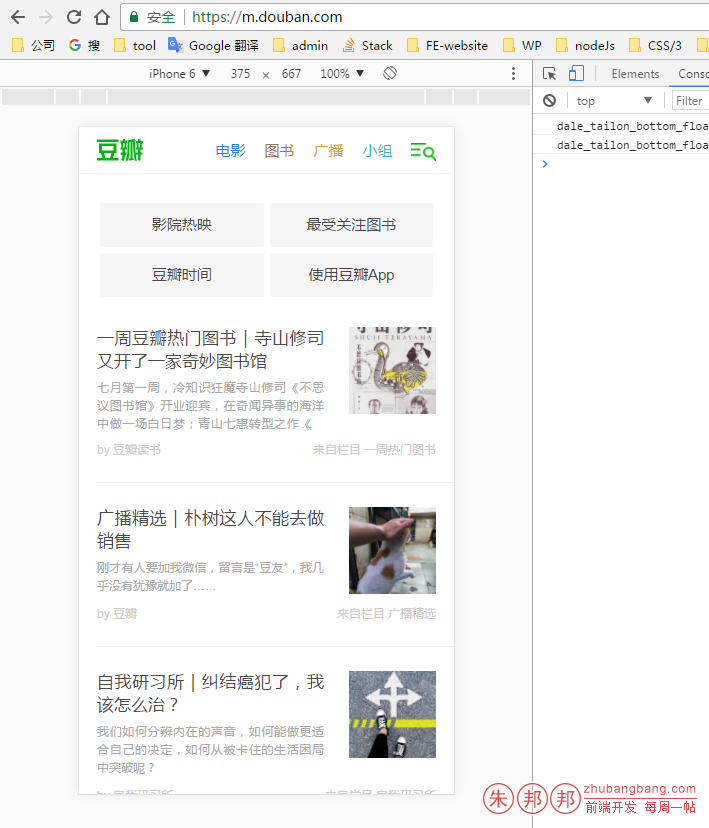 安全 https://m.douban.com
公司 搜 tool Google 翻译 admin Stack FE-website WP nodeJs CSS/3
iPhone 6 ▼ 375 × 667 100% ▼ Elements Conso
top ▼ Filter
dale_tailon_bottom_floa
dale_tailon_bottom_floa
豆瓣 电影 图书 广播 小组
影院热映 最受关注图书
豆瓣时间 使用豆瓣App
一周豆瓣热门图书 | 寺山修司
又开了一家奇妙图书馆
七月第一周，冷知识狂魔寺山修司《不思
议图书馆》开业迎宾，在奇闻异事的海洋
中做一场白日梦；青山七惠转型之作《
by 豆瓣读书 来自栏目 一周热门图书
SHUJI TERAYAMA
广播精选 | 朴树这人不能去做
销售
刚才有人要加我微信，留言是“豆友”，我几
乎没有犹豫就加了……
by 豆瓣 来自栏目 广播精选
自我研习所 | 纠结癌犯了，我
该怎么治？
我们如何分辨内在的声音，如何能做更适
合自己的决定，如何从被卡住的生活困局
中突破呢？
by 自我研习所 来自栏目 自我研习所
朱邦邦 zhubangbang.com
前端开发 每周一帖